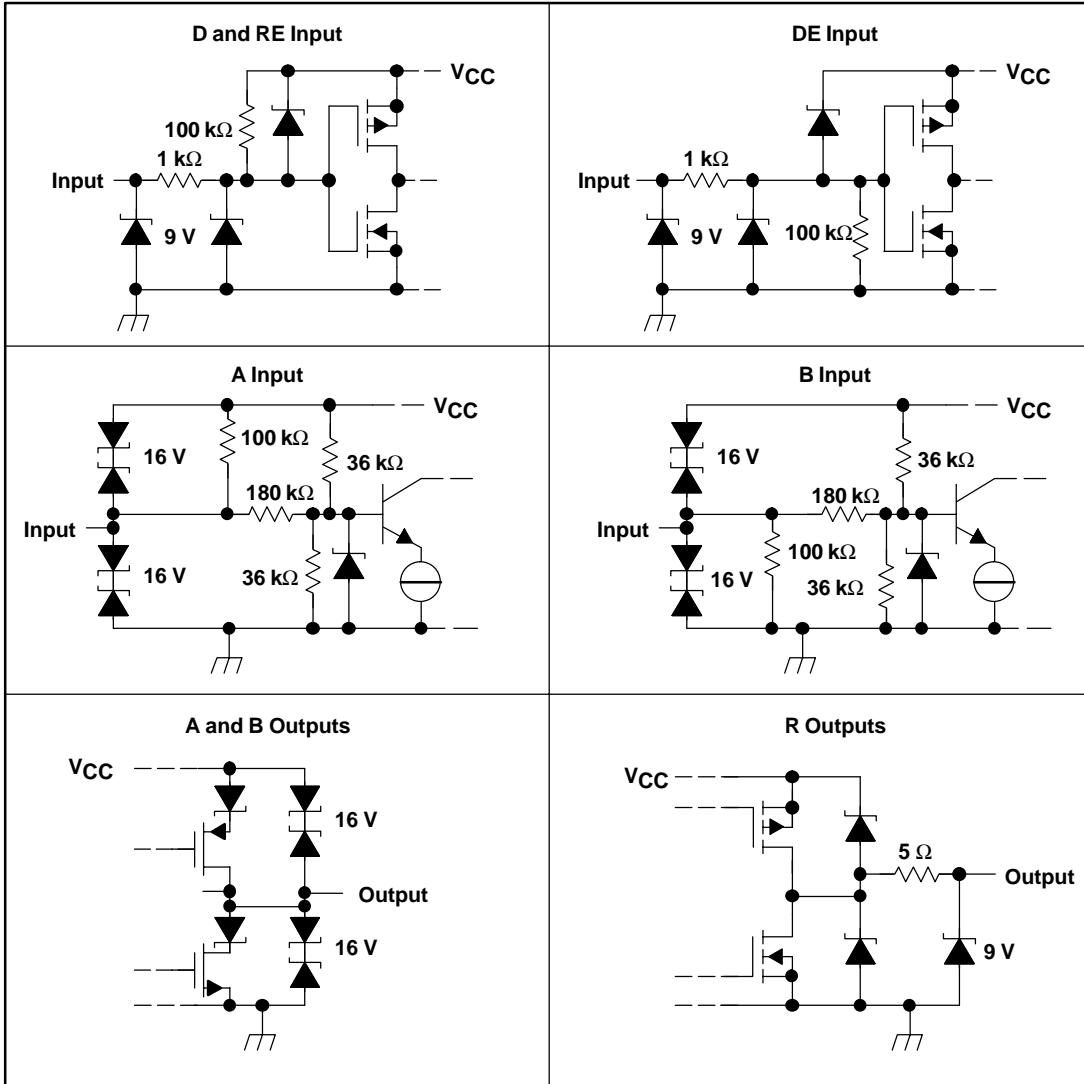 D and RE Input
VCC
100 kΩ
1 kΩ
Input
9 V
DE Input
VCC
1 kΩ
Input
9 V
100 kΩ
A Input
VCC
100 kΩ
16 V
36 kΩ
180 kΩ
Input
16 V
36 kΩ
B Input
VCC
16 V
36 kΩ
180 kΩ
Input
100 kΩ
16 V
36 kΩ
A and B Outputs
VCC
16 V
Output
16 V
R Outputs
VCC
5 Ω
Output
9 V